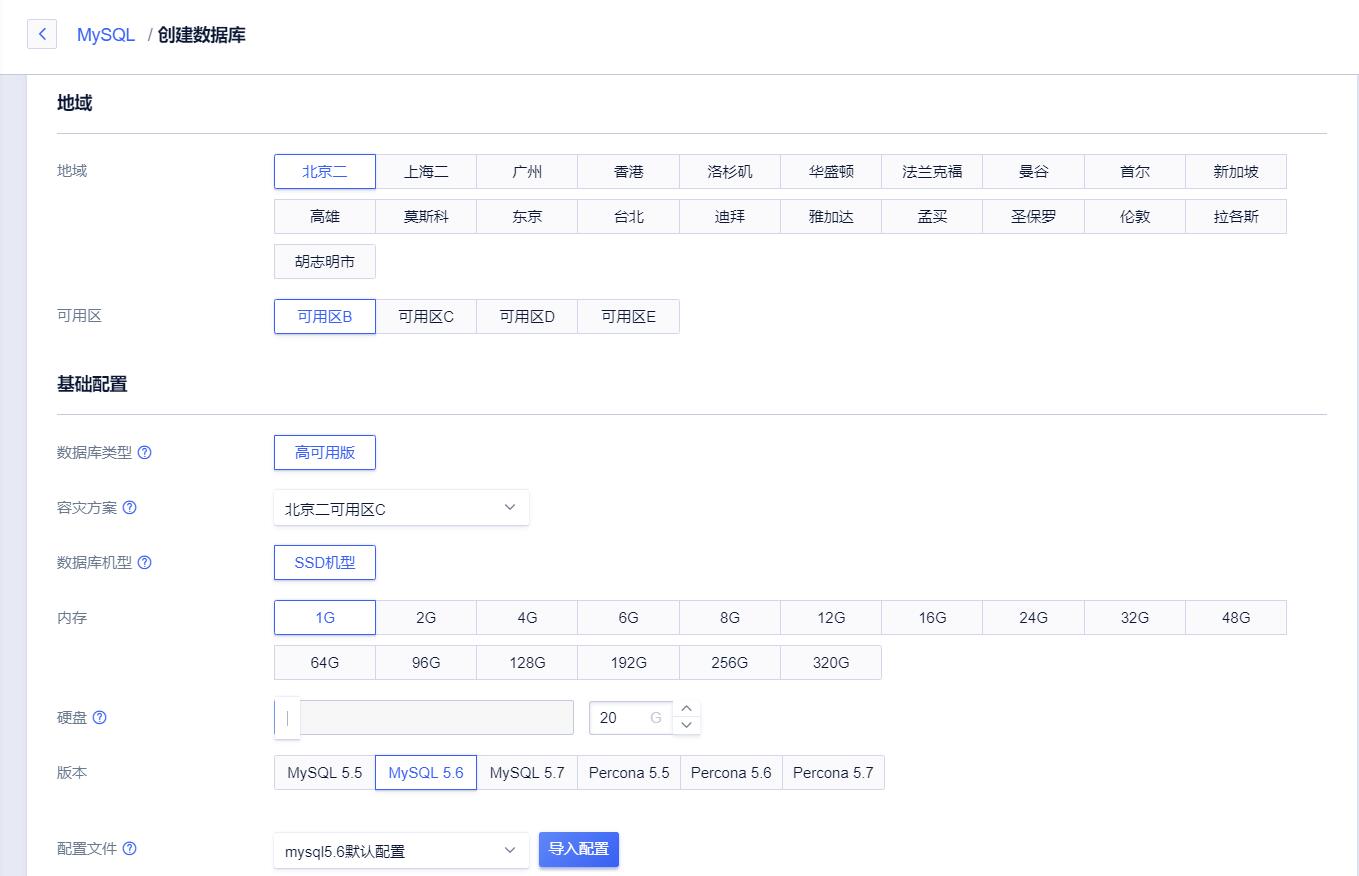 MySQL / 创建数据库
地域
地域 北京二 上海二 广州 香港 洛杉矶 华盛顿 法兰克福 曼谷 首尔 新加坡
高雄 莫斯科 东京 台北 迪拜 雅加达 孟买 圣保罗 伦敦 拉各斯
胡志明市
可用区 可用区B 可用区C 可用区D 可用区E
基础配置
数据库类型 高可用版
容灾方案 北京二可用区C
数据库机型 SSD机型
内存 1G 2G 4G 6G 8G 12G 16G 24G 32G 48G
64G 96G 128G 192G 256G 320G
硬盘 20 G
版本 MySQL 5.5 MySQL 5.6 MySQL 5.7 Percona 5.5 Percona 5.6 Percona 5.7
配置文件 mysql5.6默认配置 导入配置